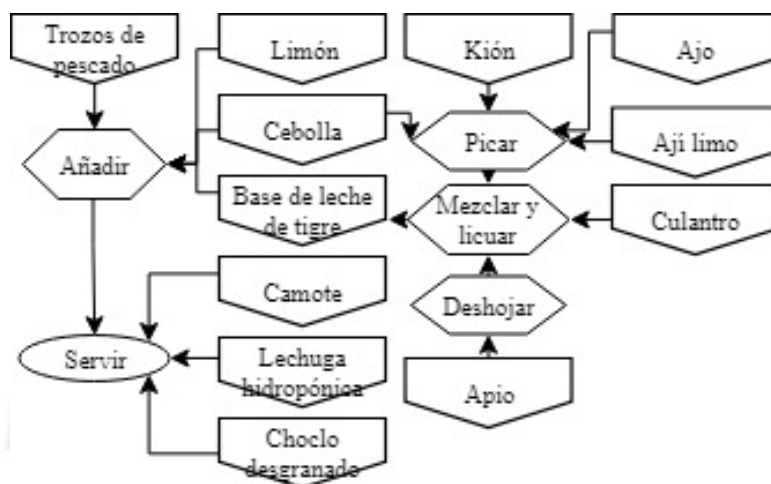 Trozos de
pescado
Limón
Kión
Ajo
Cebolla
Picar
Ají limo
Añadir
Base de leche
de tigre
Mezclar y
licuar
Culantro
Camote
Deshojar
Servir
Lechuga
hidropónica
Apio
Choclo
desgranado